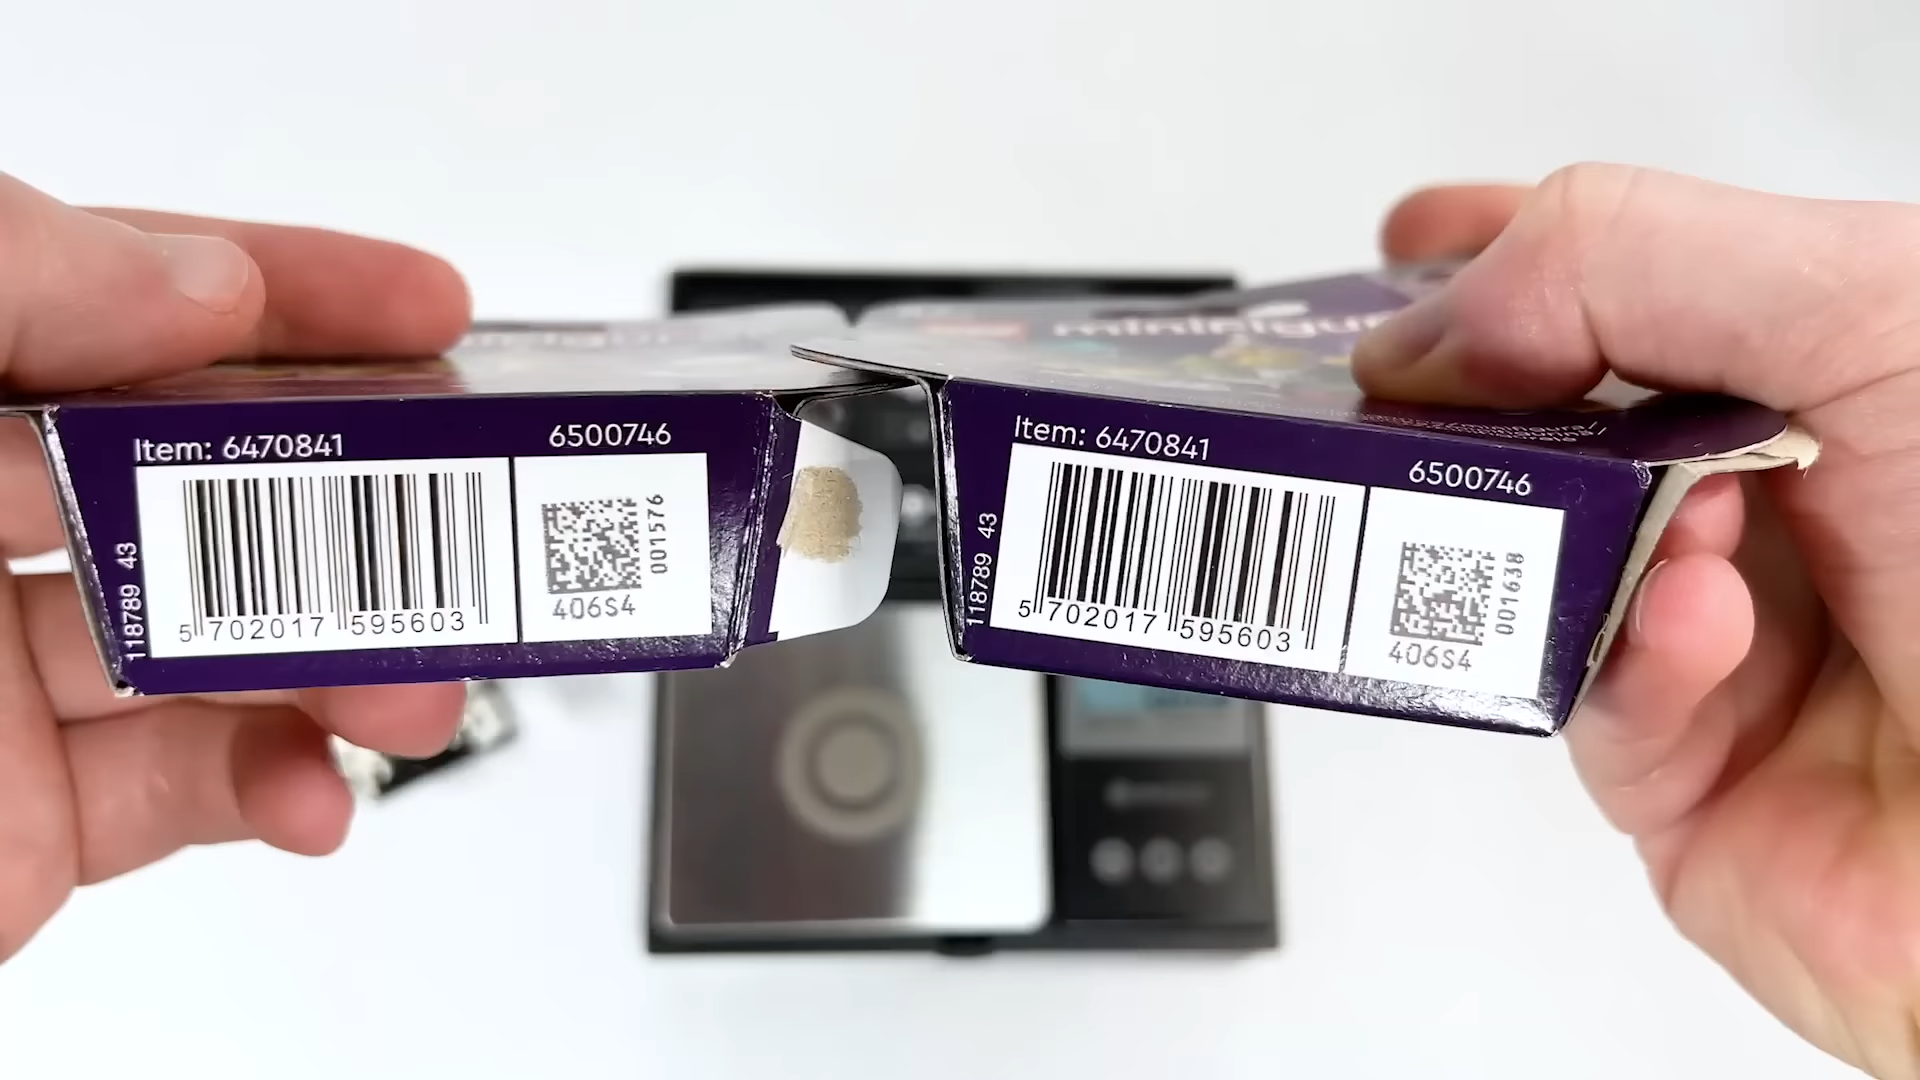 Item: 6470841
6500746
118789 43
001576
406S4
5 702017 595603
minifigur
Item: 6470841
6500746
118789 43
001638
406S4
5 702017 595603